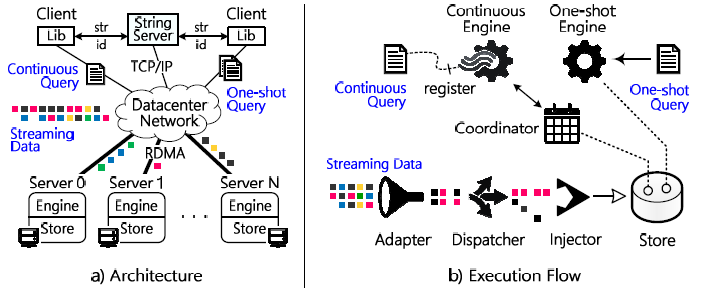 Client
str
id
String
Server
str
id
Client
Lib
Lib
TCP/IP
Continuous
Query
One-shot
Query
Datacenter
Network
Streaming
Data
RDMA
Server 0
Server 1
Server N
Engine
Store
Engine
Store
. . .
Engine
Store
a) Architecture
Continuous
Engine
One-shot
Engine
Continuous
Query
register
One-shot
Query
Coordinator
Streaming Data
Adapter
Dispatcher
Injector
Store
b) Execution Flow